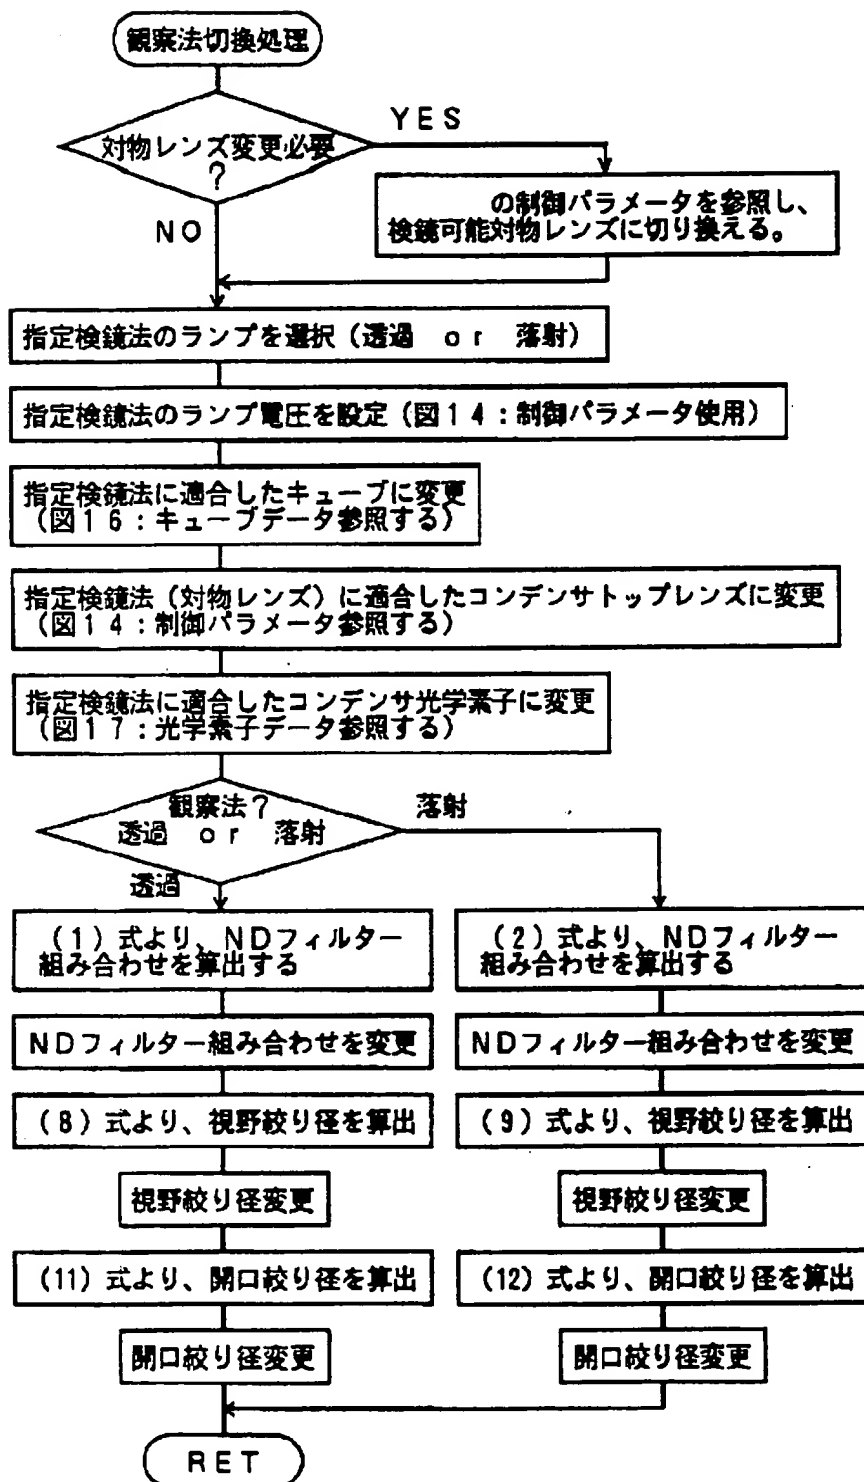 観察法切換処理
対物レンズ変更必要
?
YES
NO
の制御パラメータを参照し、
検鏡可能対物レンズに切り換える。
指定検鏡法のランプを選択(透過 or 落射)
指定検鏡法のランプ電圧を設定(図14:制御パラメータ使用)
指定検鏡法に適合したキューブに変更
(図16:キューブデータ参照する)
指定検鏡法(対物レンズ)に適合したコンデンサトップレンズに変更
(図14:制御パラメータ参照する)
指定検鏡法に適合したコンデンサ光学素子に変更
(図17:光学素子データ参照する)
観察法?
透過 or 落射
落射
透過
(1)式より、NDフィルター
組み合わせを算出する
NDフィルター組み合わせを変更
(8)式より、視野絞り径を算出
視野絞り径変更
(11)式より、開口絞り径を算出
開口絞り径変更
(2)式より、NDフィルター
組み合わせを算出する
NDフィルター組み合わせを変更
(9)式より、視野絞り径を算出
視野絞り径変更
(12)式より、開口絞り径を算出
開口絞り径変更
RET